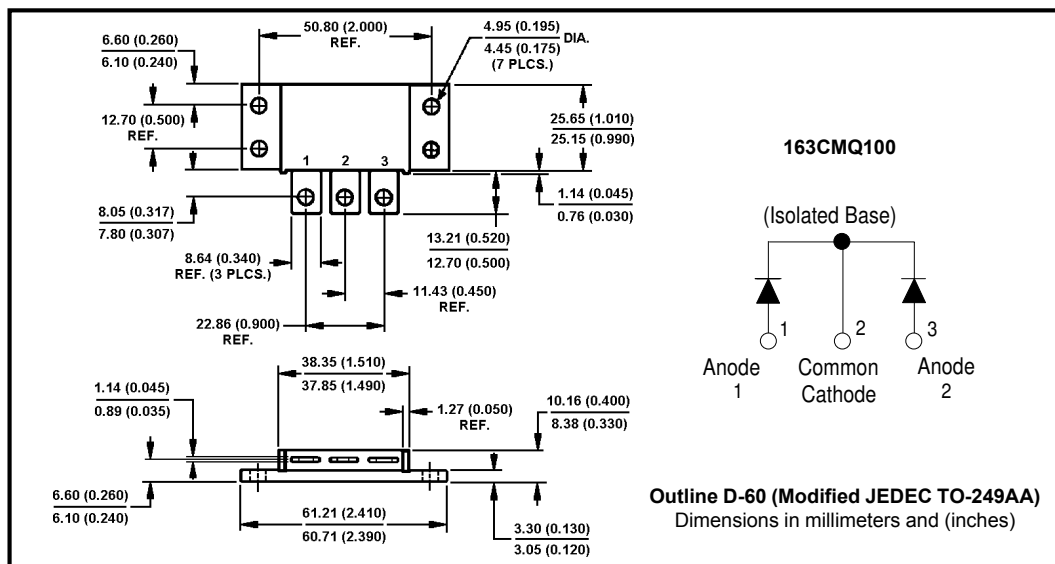 50.80 (2.000)
REF.
4.95 (0.195)
4.45 (0.175)
DIA.
(7 PLCS.)
6.60 (0.260)
6.10 (0.240)
12.70 (0.500)
REF.
25.65 (1.010)
25.15 (0.990)
1 2 3
8.05 (0.317)
7.80 (0.307)
1.14 (0.045)
0.76 (0.030)
13.21 (0.520)
12.70 (0.500)
8.64 (0.340)
REF. (3 PLCS.)
11.43 (0.450)
REF.
22.86 (0.900)
REF.
38.35 (1.510)
37.85 (1.490)
1.14 (0.045)
0.89 (0.035)
1.27 (0.050)
REF.
10.16 (0.400)
8.38 (0.330)
6.60 (0.260)
6.10 (0.240)
61.21 (2.410)
60.71 (2.390)
3.30 (0.130)
3.05 (0.120)
163CMQ100
(Isolated Base)
1 2 3
Anode Common Anode
1 Cathode 2
Outline D-60 (Modified JEDEC TO-249AA)
Dimensions in millimeters and (inches)